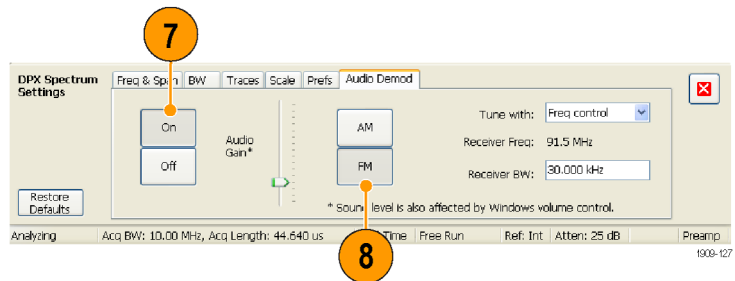 7
DPX Spectrum Settings
Freq & Span BW Traces Scale Prefs Audio Demod
On
Off
Audio Gain*
AM
FM
Tune with: Freq control
Receiver Freq: 91.5 MHz
Receiver BW: 30.000 kHz
* Sound level is also affected by Windows volume control.
Restore Defaults
Analyzing Acq BW: 10.00 MHz, Acq Length: 44.640 us Time Free Run Ref: Int Atten: 25 dB Preamp
8
1909-127